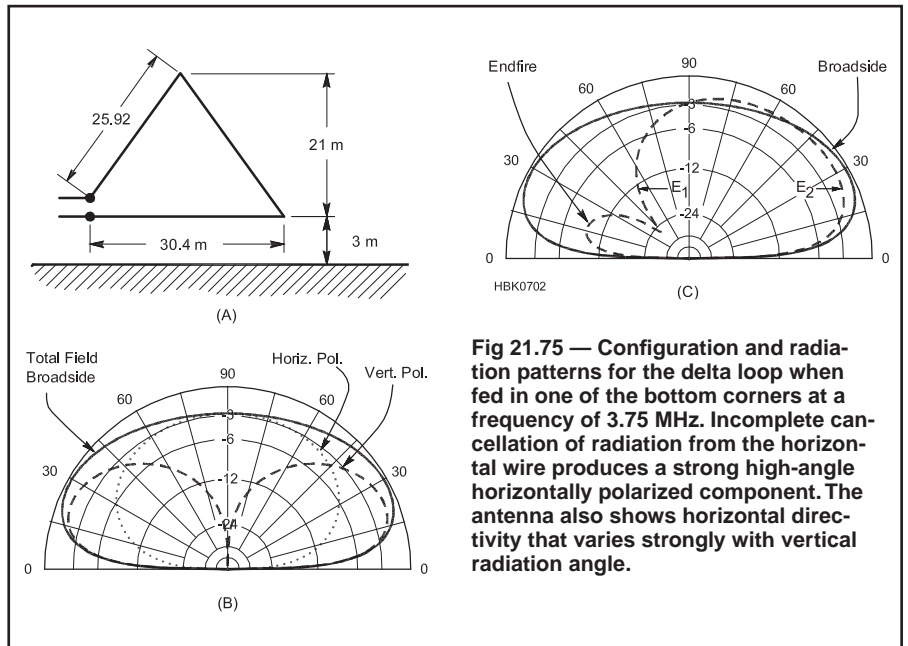 25.92
21 m
30.4 m
3 m
(A)
Endfire
Broadside
90
60
60
30
30
-3
-6
-12
-24
E1
E2
0
0
HBK0702
(C)
Total Field
Broadside
Horiz. Pol.
Vert. Pol.
90
60
60
30
30
-3
-6
-12
-24
0
0
(B)
Fig 21.75 — Configuration and radia-
tion patterns for the delta loop when
fed in one of the bottom corners at a
frequency of 3.75 MHz. Incomplete can-
cellation of radiation from the horizon-
tal wire produces a strong high-angle
horizontally polarized component. The
antenna also shows horizontal direc-
tivity that varies strongly with vertical
radiation angle.